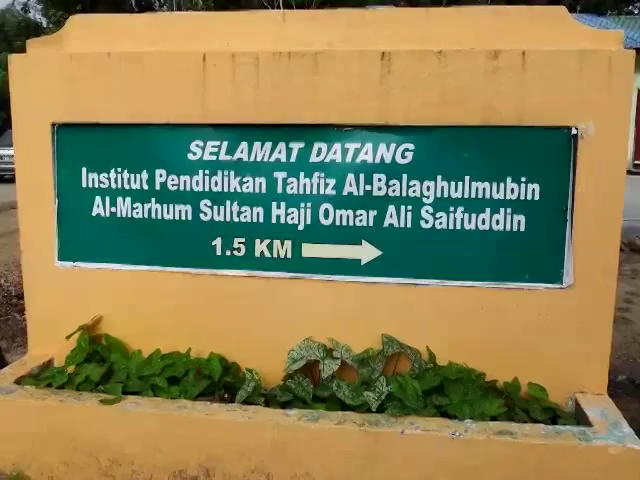 SELAMAT DATANG
Institut Pendidikan Tahfiz Al-Balaghulmubin
Al-Marhum Sultan Haji Omar Ali Saifuddin
1.5 KM